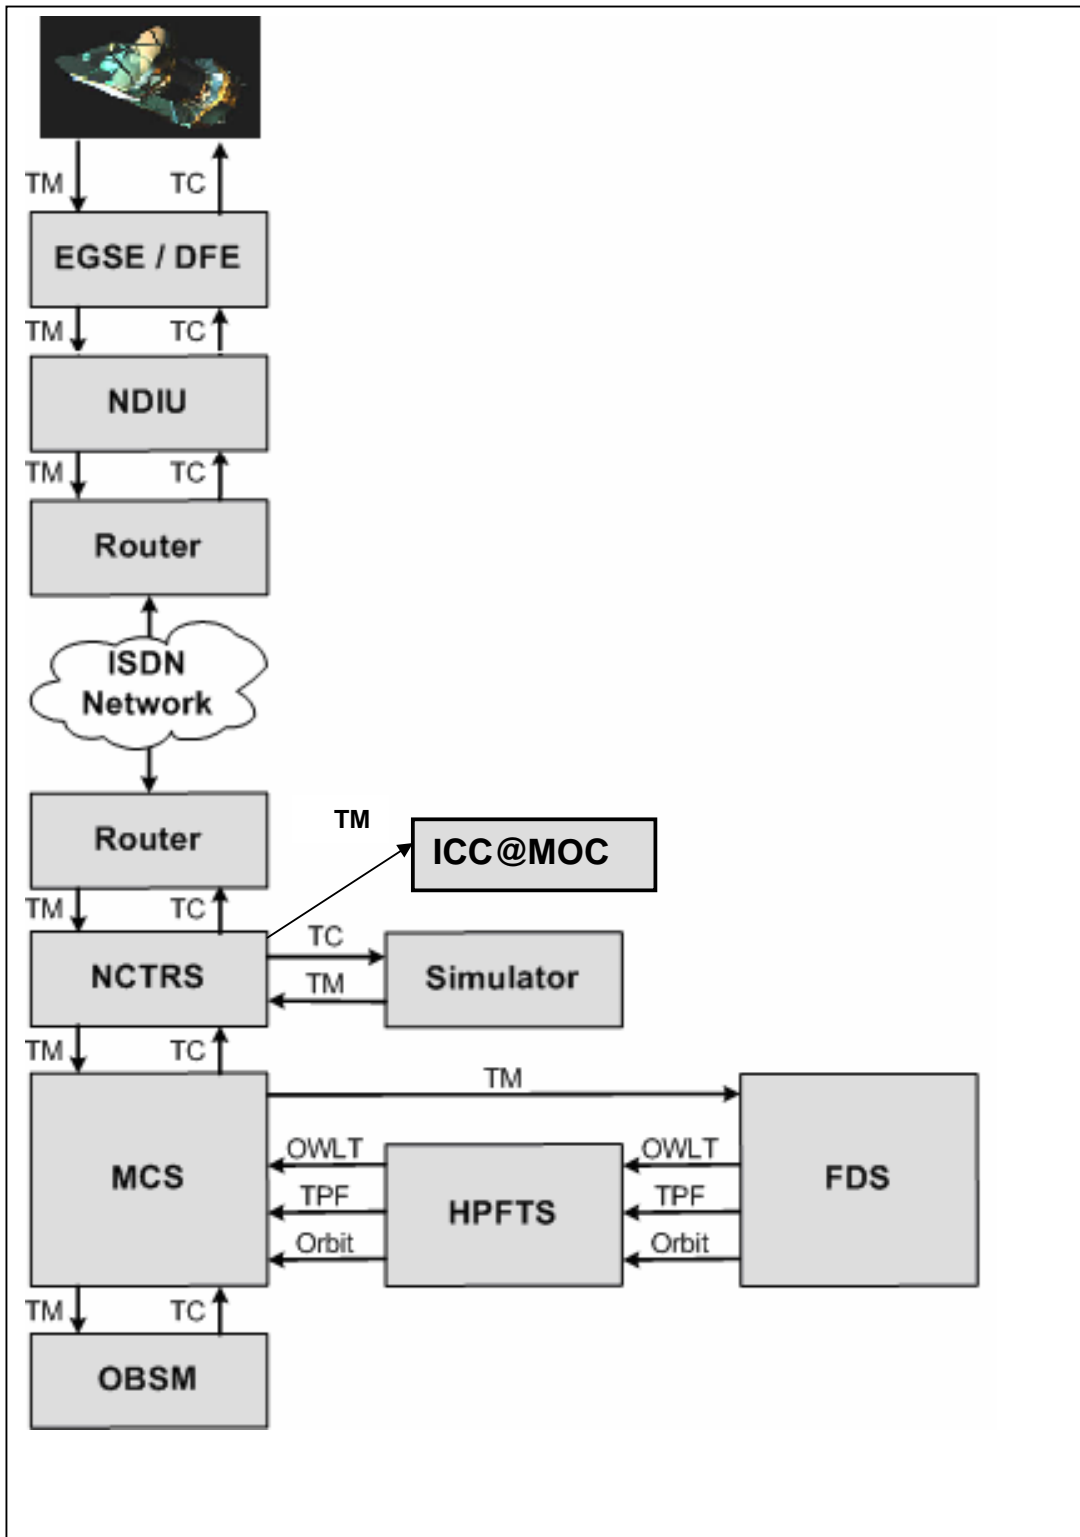 TM TC
EGSE / DFE
TM TC
NDIU
TM TC
Router
ISDN
Network
Router
TM
ICC@MOC
TM TC
NCTRS
TC
TM
Simulator
TM TC
TM
MCS
OWLT
TPF
Orbit
HPFTS
OWLT
TPF
Orbit
FDS
TM TC
OBSM